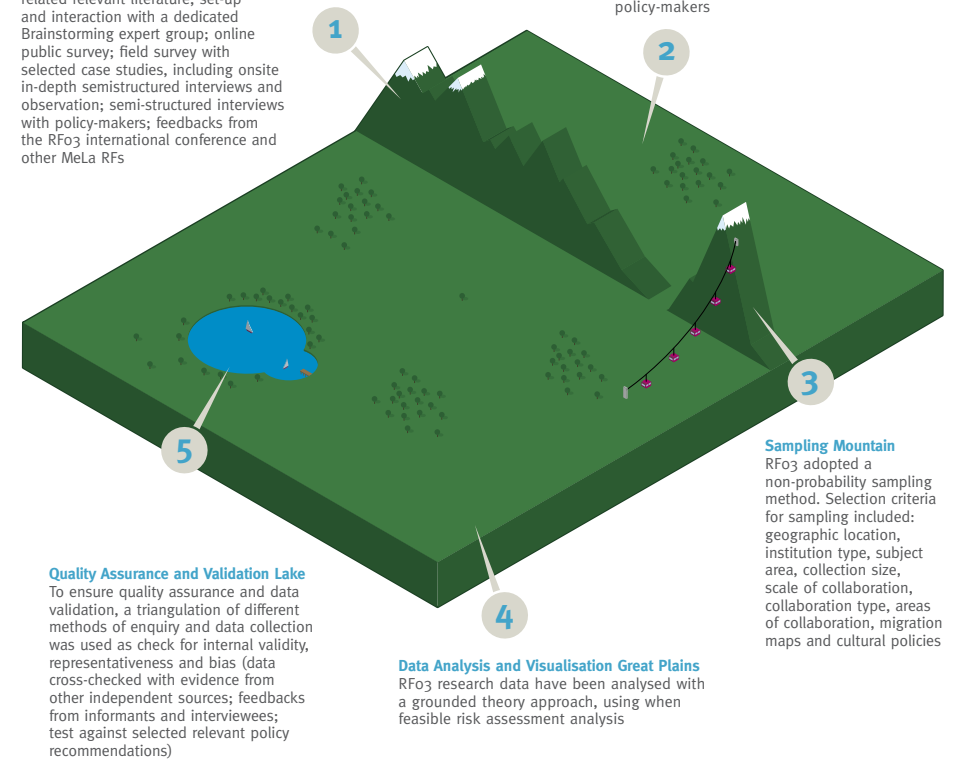 related relevant literature; set-up
and interaction with a dedicated
Brainstorming expert group; online
public survey; field survey with
selected case studies, including onsite
in-depth semistructured interviews and
observation; semi-structured interviews
with policy-makers; feedbacks from
the RF03 international conference and
other MeLa RFs
1
policy-makers
2
3
Sampling Mountain
RF03 adopted a
non-probability sampling
method. Selection criteria
for sampling included:
geographic location,
institution type, subject
area, collection size,
scale of collaboration,
collaboration type, areas
of collaboration, migration
maps and cultural policies
4
Data Analysis and Visualisation Great Plains
RF03 research data have been analysed with
a grounded theory approach, using when
feasible risk assessment analysis
5
Quality Assurance and Validation Lake
To ensure quality assurance and data
validation, a triangulation of different
methods of enquiry and data collection
was used as check for internal validity,
representativeness and bias (data
cross-checked with evidence from
other independent sources; feedbacks
from informants and interviewees;
test against selected relevant policy
recommendations)